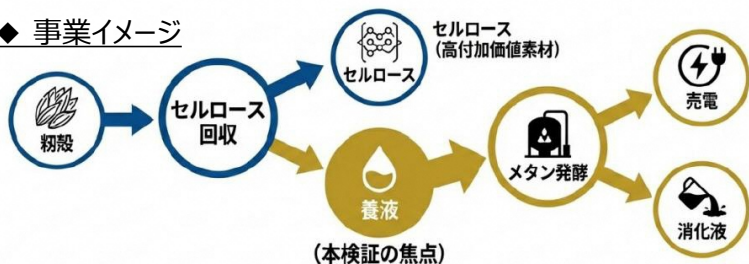 ◆ 事業イメージ
籾殻
セルロース
回収
セルロース
セルロース
(高付加価値素材)
養液
(本検証の焦点)
メタン発酵
売電
消化液